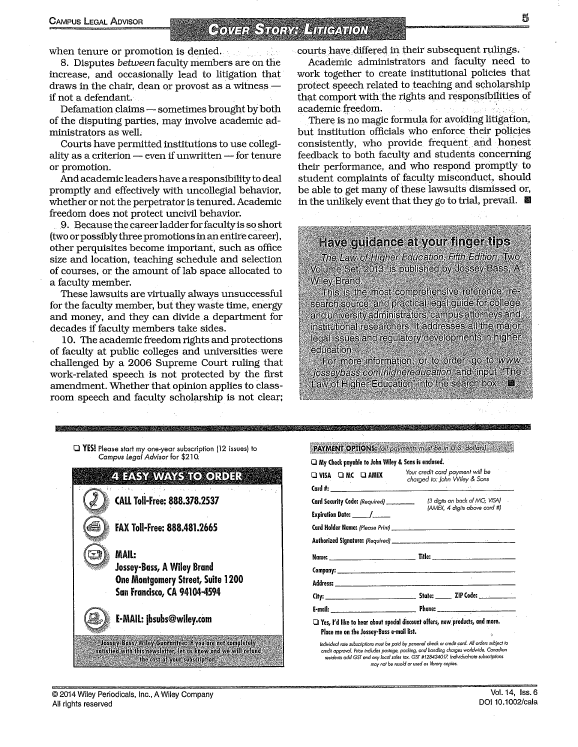 CAMPUS LEGAL ADVISOR
COVER STORY: LITIGATION
5
when tenure or promotion is denied.
8. Disputes between faculty members are on the
increase, and occasionally lead to litigation that
draws in the chair, dean or provost as a witness —
if not a defendant.
Defamation claims — sometimes brought by both
of the disputing parties, may involve academic ad-
ministrators as well.
Courts have permitted institutions to use collegi-
ality as a criterion — even if unwritten — for tenure
or promotion.
And academic leaders have a responsibility to deal
promptly and effectively with uncollegial behavior,
whether or not the perpetrator is tenured. Academic
freedom does not protect uncivil behavior.
9. Because the career ladder for faculty is so short
(two or possibly three promotions in an entire career),
other perquisites become important, such as office
size and location, teaching schedule and selection
of courses, or the amount of lab space allocated to
a faculty member.
These lawsuits are virtually always unsuccessful
for the faculty member, but they waste time, energy
and money, and they can divide a department for
decades if faculty members take sides.
10. The academic freedom rights and protections
of faculty at public colleges and universities were
challenged by a 2006 Supreme Court ruling that
work-related speech is not protected by the first
amendment. Whether that opinion applies to class-
room speech and faculty scholarship is not clear;
courts have differed in their subsequent rulings.
Academic administrators and faculty need to
work together to create institutional policies that
protect speech related to teaching and scholarship
that comport with the rights and responsibilities of
academic freedom.
There is no magic formula for avoiding litigation,
but institution officials who enforce their policies
consistently, who provide frequent and honest
feedback to both faculty and students concerning
their performance, and who respond promptly to
student complaints of faculty misconduct, should
be able to get many of these lawsuits dismissed or,
in the unlikely event that they go to trial, prevail. ■
Have guidance at your finger tips
The Law of Higher Education, Fifth Edition, Two
Volume Set, 2013, is published by Jossey-Bass, A
Wiley Brand.
This is the most comprehensive reference, re-
search source, and practical legal guide for college
and university administrators, campus attorneys and
institutional researchers. It addresses all the major
legal issues and regulatory developments in higher
education.
For more information, or to order, go to www.
josseybass.com/highereducation and input "The
Law of Higher Education" into the search box. ■
❑ YES! Please start my one-year subscription (12 issues) to
Campus Legal Advisor for $210.
4 EASY WAYS TO ORDER
CALL Toll-Free: 888.378.2537
FAX Toll-Free: 888.481.2665
MAIL:
Jossey-Bass, A Wiley Brand
One Montgomery Street, Suite 1200
San Francisco, CA 94104-4594
E-MAIL: jbsubs@wiley.com
Jossey-Bass/Wiley Guarantee: If you are not completely
satisfied with this newsletter, let us know and we will refund
the cost of your subscription.
PAYMENT OPTIONS: (all payments must be in U.S. dollars)
❑ My Check payable to John Wiley & Sons is enclosed.
❑ VISA ❑ MC ❑ AMEX
Your credit card payment will be
charged to: John Wiley & Sons
Card #:
Card Security Code: (Required)
(3 digits on back of MC, VISA)
(AMEX, 4 digits above card #)
Expiration Date: ____/____
Card Holder Name: (Please Print)
Authorized Signature: (Required)
Name: Title:
Company:
Address:
City: State: ZIP Code:
E-mail: Phone:
❑ Yes, I'd like to hear about special discount offers, new products, and more.
Place me on the Jossey-Bass e-mail list.
Individual rate subscriptions must be paid by personal check or credit card. All orders subject to
credit approval. Price includes postage, packing, and handling charges worldwide. Canadian
residents add GST and any local sales tax. Individual-rate subscriptions
may not be resold or used as library copies.
© 2014 Wiley Periodicals, Inc., A Wiley Company
All rights reserved
Vol. 14, Iss. 6
DOI 10.1002/cala